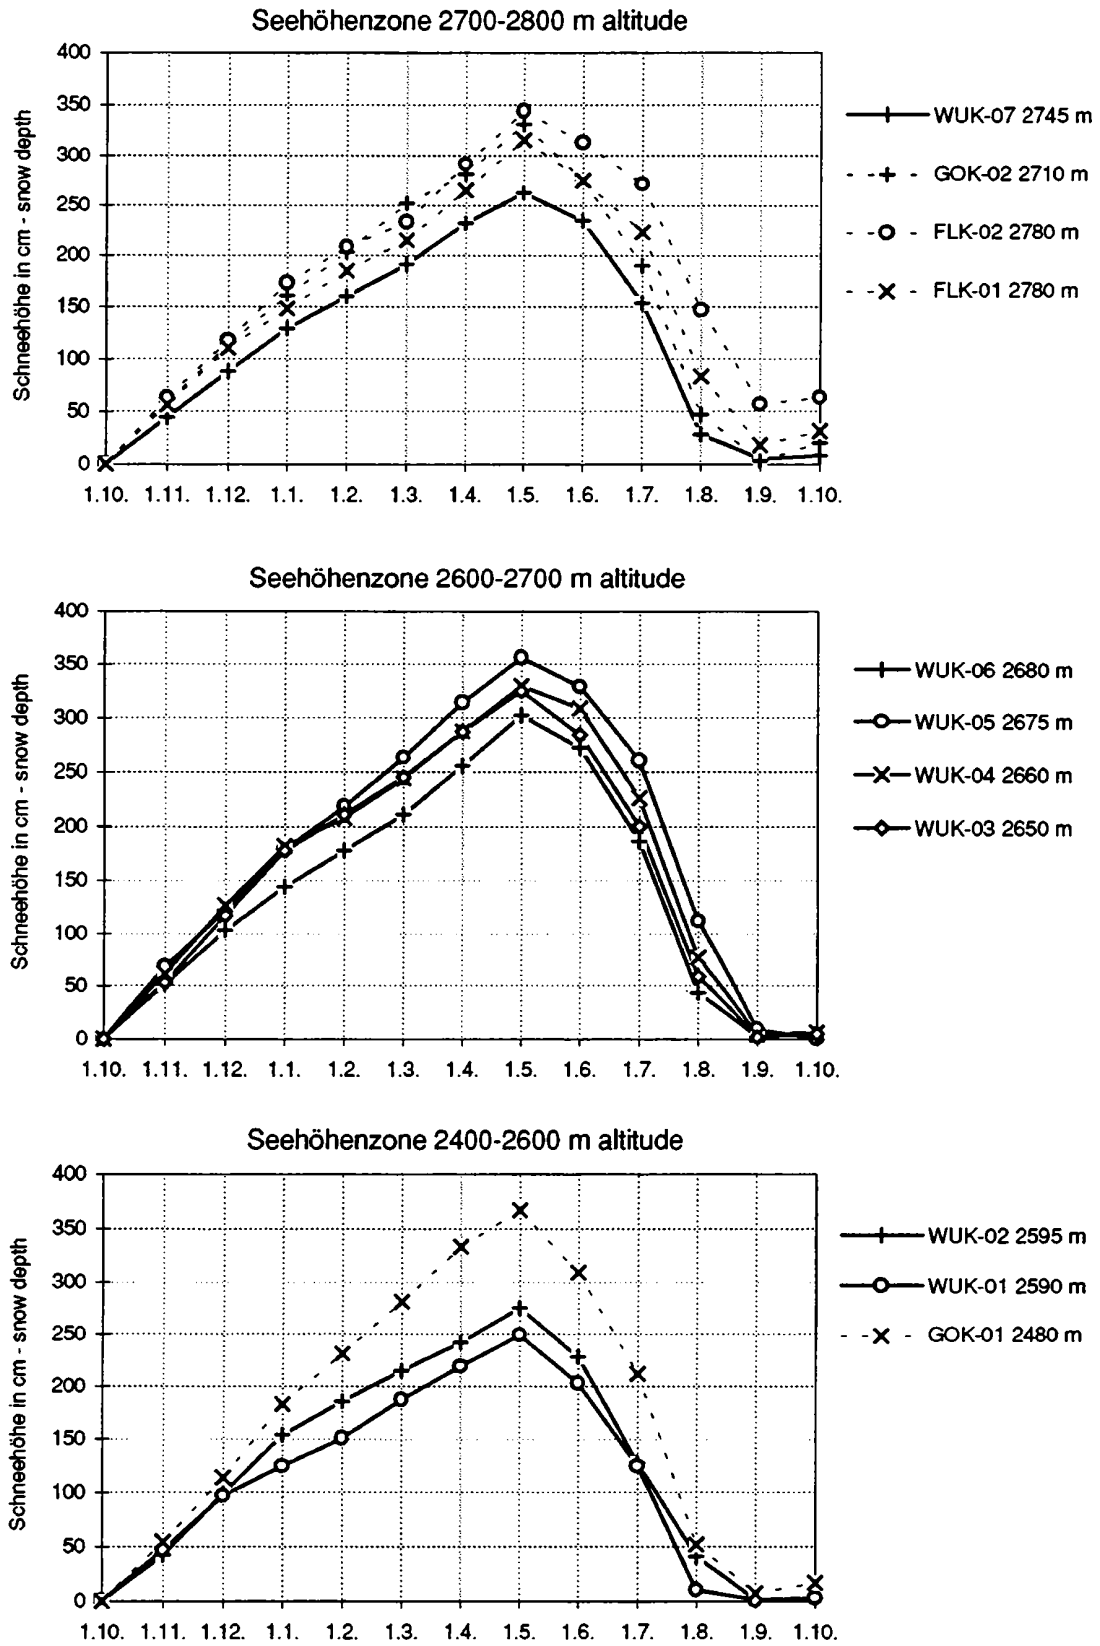 Seehöhenzone 2700-2800 m altitude
Schneehöhe in cm - snow depth
400
350
300
250
200
150
100
50
0
1.10. 1.11. 1.12. 1.1. 1.2. 1.3. 1.4. 1.5. 1.6. 1.7. 1.8. 1.9. 1.10.
WUK-07 2745 m
GOK-02 2710 m
FLK-02 2780 m
FLK-01 2780 m
Seehöhenzone 2600-2700 m altitude
Schneehöhe in cm - snow depth
400
350
300
250
200
150
100
50
0
1.10. 1.11. 1.12. 1.1. 1.2. 1.3. 1.4. 1.5. 1.6. 1.7. 1.8. 1.9. 1.10.
WUK-06 2680 m
WUK-05 2675 m
WUK-04 2660 m
WUK-03 2650 m
Seehöhenzone 2400-2600 m altitude
Schneehöhe in cm - snow depth
400
350
300
250
200
150
100
50
0
1.10. 1.11. 1.12. 1.1. 1.2. 1.3. 1.4. 1.5. 1.6. 1.7. 1.8. 1.9. 1.10.
WUK-02 2595 m
WUK-01 2590 m
GOK-01 2480 m